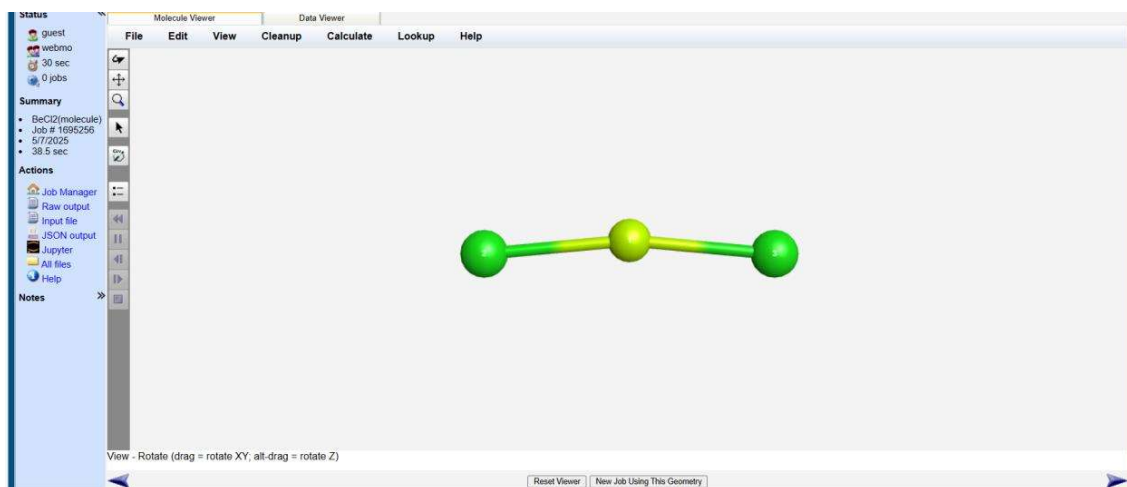 Status
guest
webmo
30 sec
0 jobs
Summary
BeCl2(molecule)
Job # 1695256
5/7/2025
38.5 sec
Actions
Job Manager
Raw output
Input file
JSON output
Jupyter
All files
Help
Notes
Molecule Viewer Data Viewer
File Edit View Cleanup Calculate Lookup Help
View - Rotate (drag = rotate XY; alt-drag = rotate Z)
Reset Viewer New Job Using This Geometry